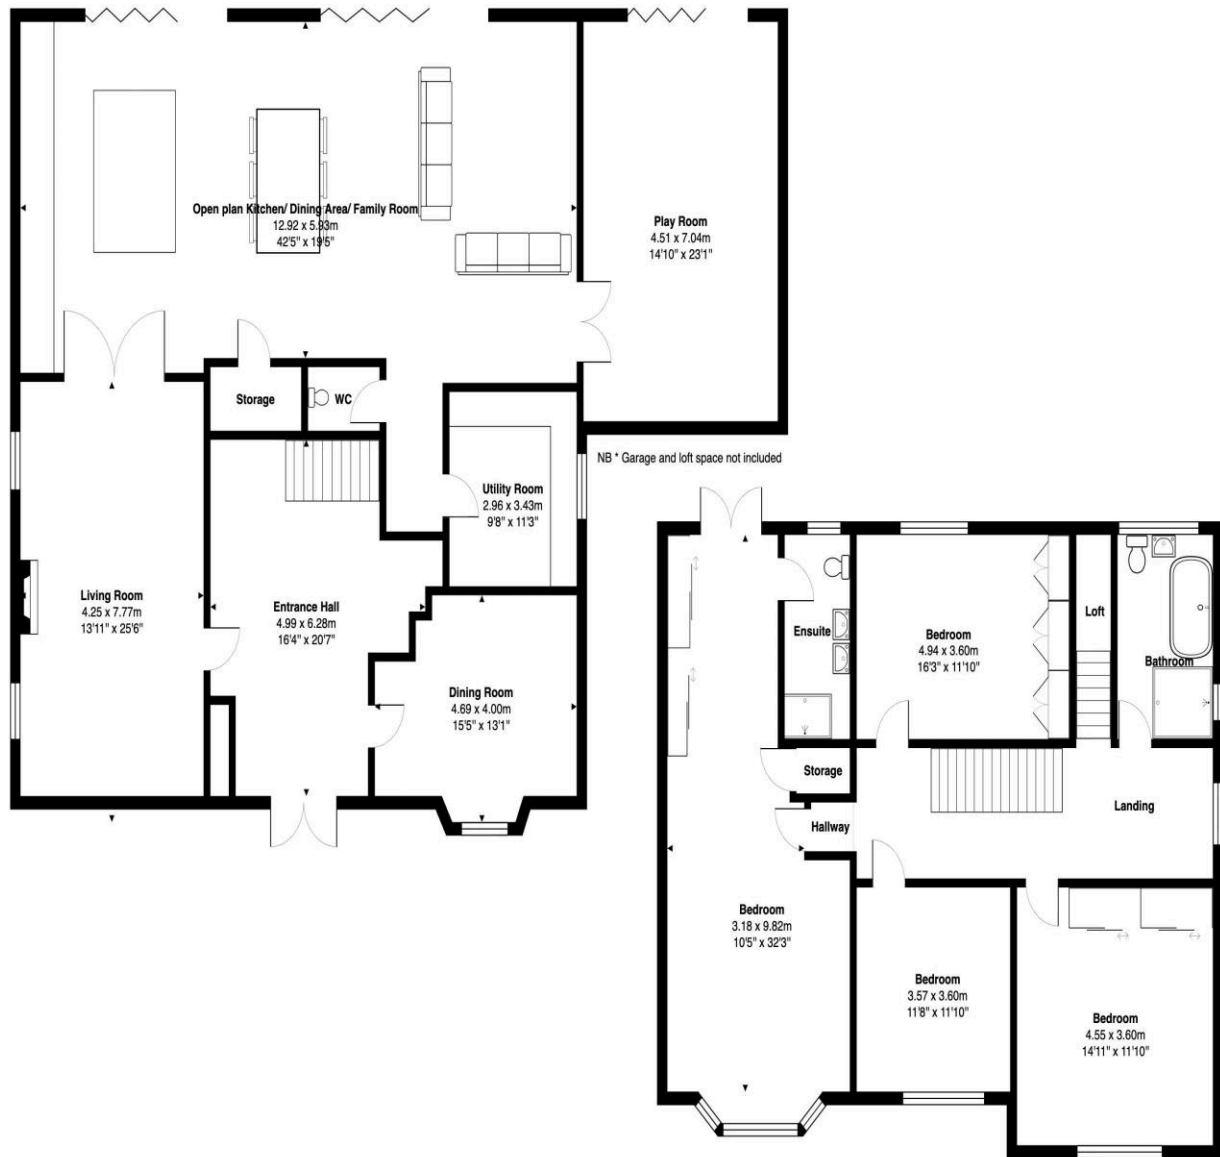 Open plan Kitchen/ Dining Area/ Family Room
12.92 x 5.93m
42'5" x 19'5"
Play Room
4.51 x 7.04m
14'10" x 23'1"
Storage
WC
NB * Garage and loft space not included
Utility Room
2.96 x 3.43m
9'8" x 11'3"
Living Room
4.25 x 7.77m
13'11" x 25'6"
Entrance Hall
4.99 x 6.28m
16'4" x 20'7"
Dining Room
4.69 x 4.00m
15'5" x 13'1"
Ensuite
Bedroom
4.94 x 3.60m
16'3" x 11'10"
Loft
Bathroom
Storage
Hallway
Landing
Bedroom
3.18 x 9.82m
10'5" x 32'3"
Bedroom
3.57 x 3.60m
11'8" x 11'10"
Bedroom
4.55 x 3.60m
14'11" x 11'10"